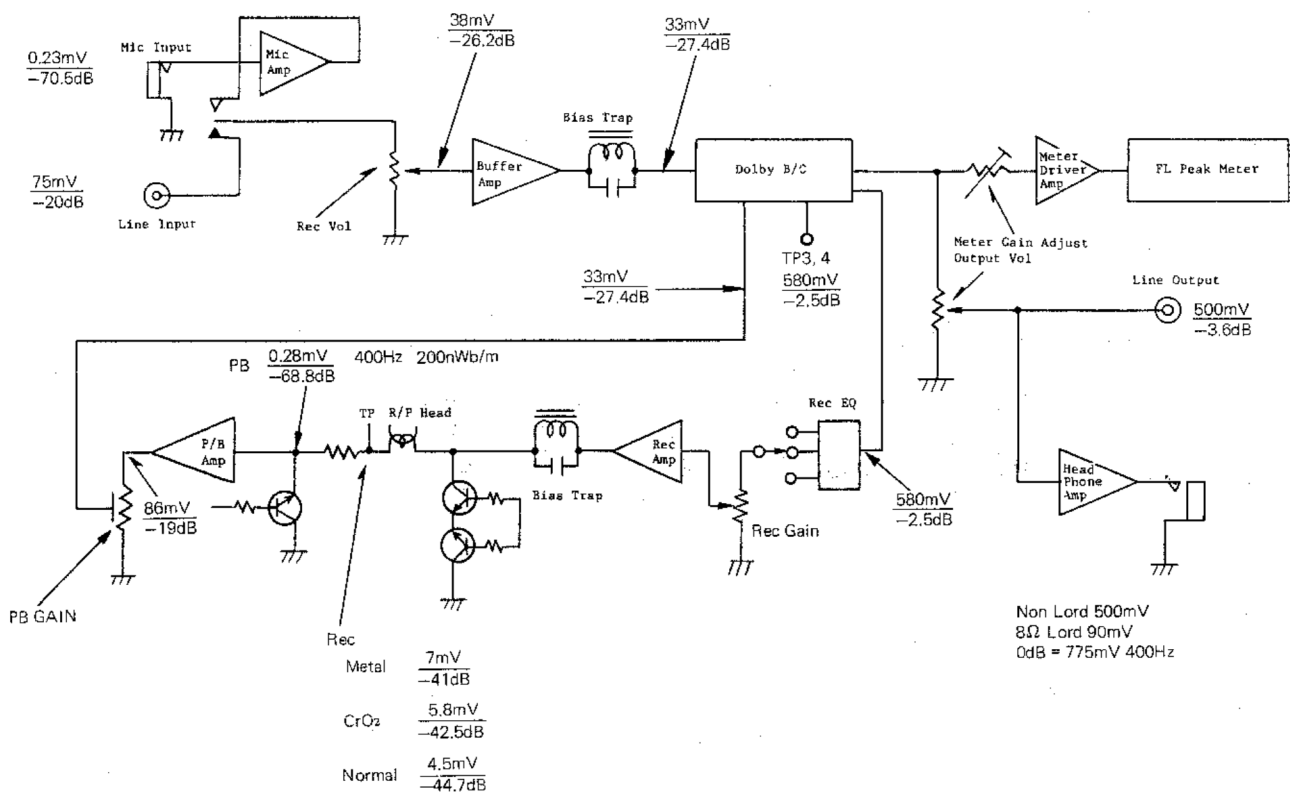 Mic Input
0.23mV
−70.5dB
Mic
Amp
75mV
−20dB
Line Input
Rec Vol
38mV
−26.2dB
Buffer
Amp
Bias Trap
33mV
−27.4dB
Dolby B/C
TP3, 4
580mV
−2.5dB
Meter
Driver
Amp
FL Peak Meter
Meter Gain Adjust
Output Vol
Line Output
500mV
−3.6dB
33mV
−27.4dB
PB
0.28mV
−68.8dB
400Hz 200nWb/m
P/B
Amp
TP
R/P Head
Bias Trap
Rec
Amp
Rec EQ
580mV
−2.5dB
Rec Gain
Head
Phone
Amp
86mV
−19dB
PB GAIN
Rec
Metal
7mV
−41dB
CrO₂
5.8mV
−42.5dB
Normal
4.5mV
−44.7dB
Non Lord 500mV
8Ω Lord 90mV
0dB = 775mV 400Hz